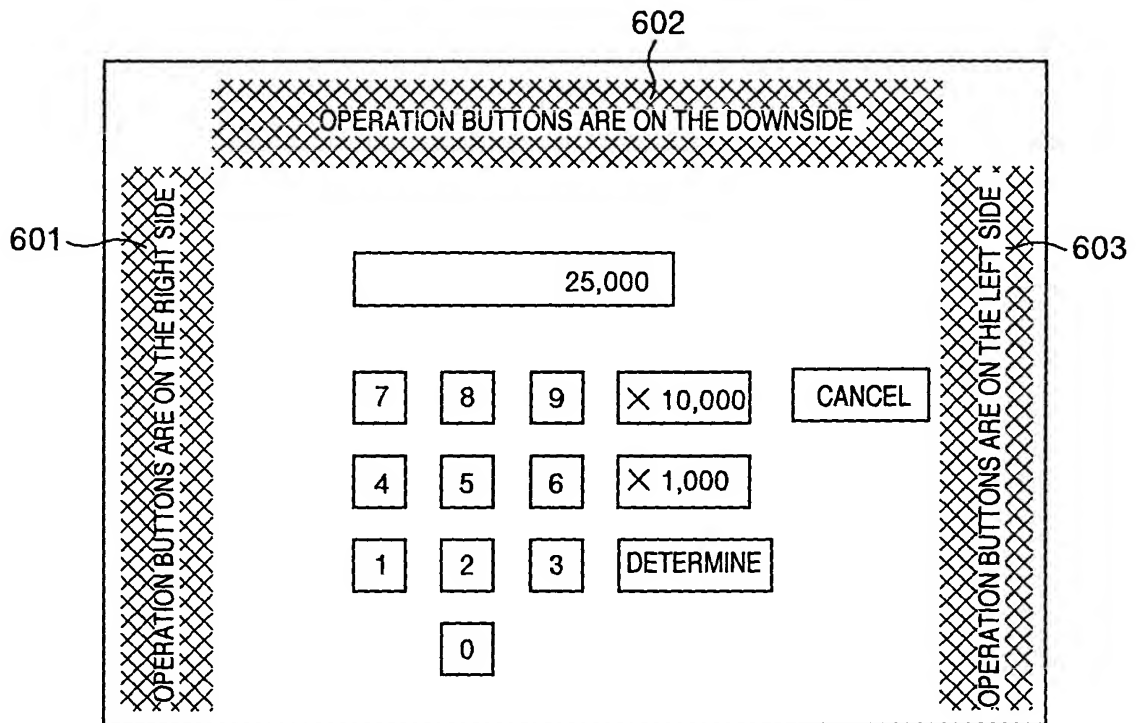 602
OPERATION BUTTONS ARE ON THE DOWNSIDE
601
OPERATION BUTTONS ARE ON THE RIGHT SIDE
OPERATION BUTTONS ARE ON THE LEFT SIDE
603
25,000
7 8 9 × 10,000 CANCEL
4 5 6 × 1,000
1 2 3 DETERMINE
0